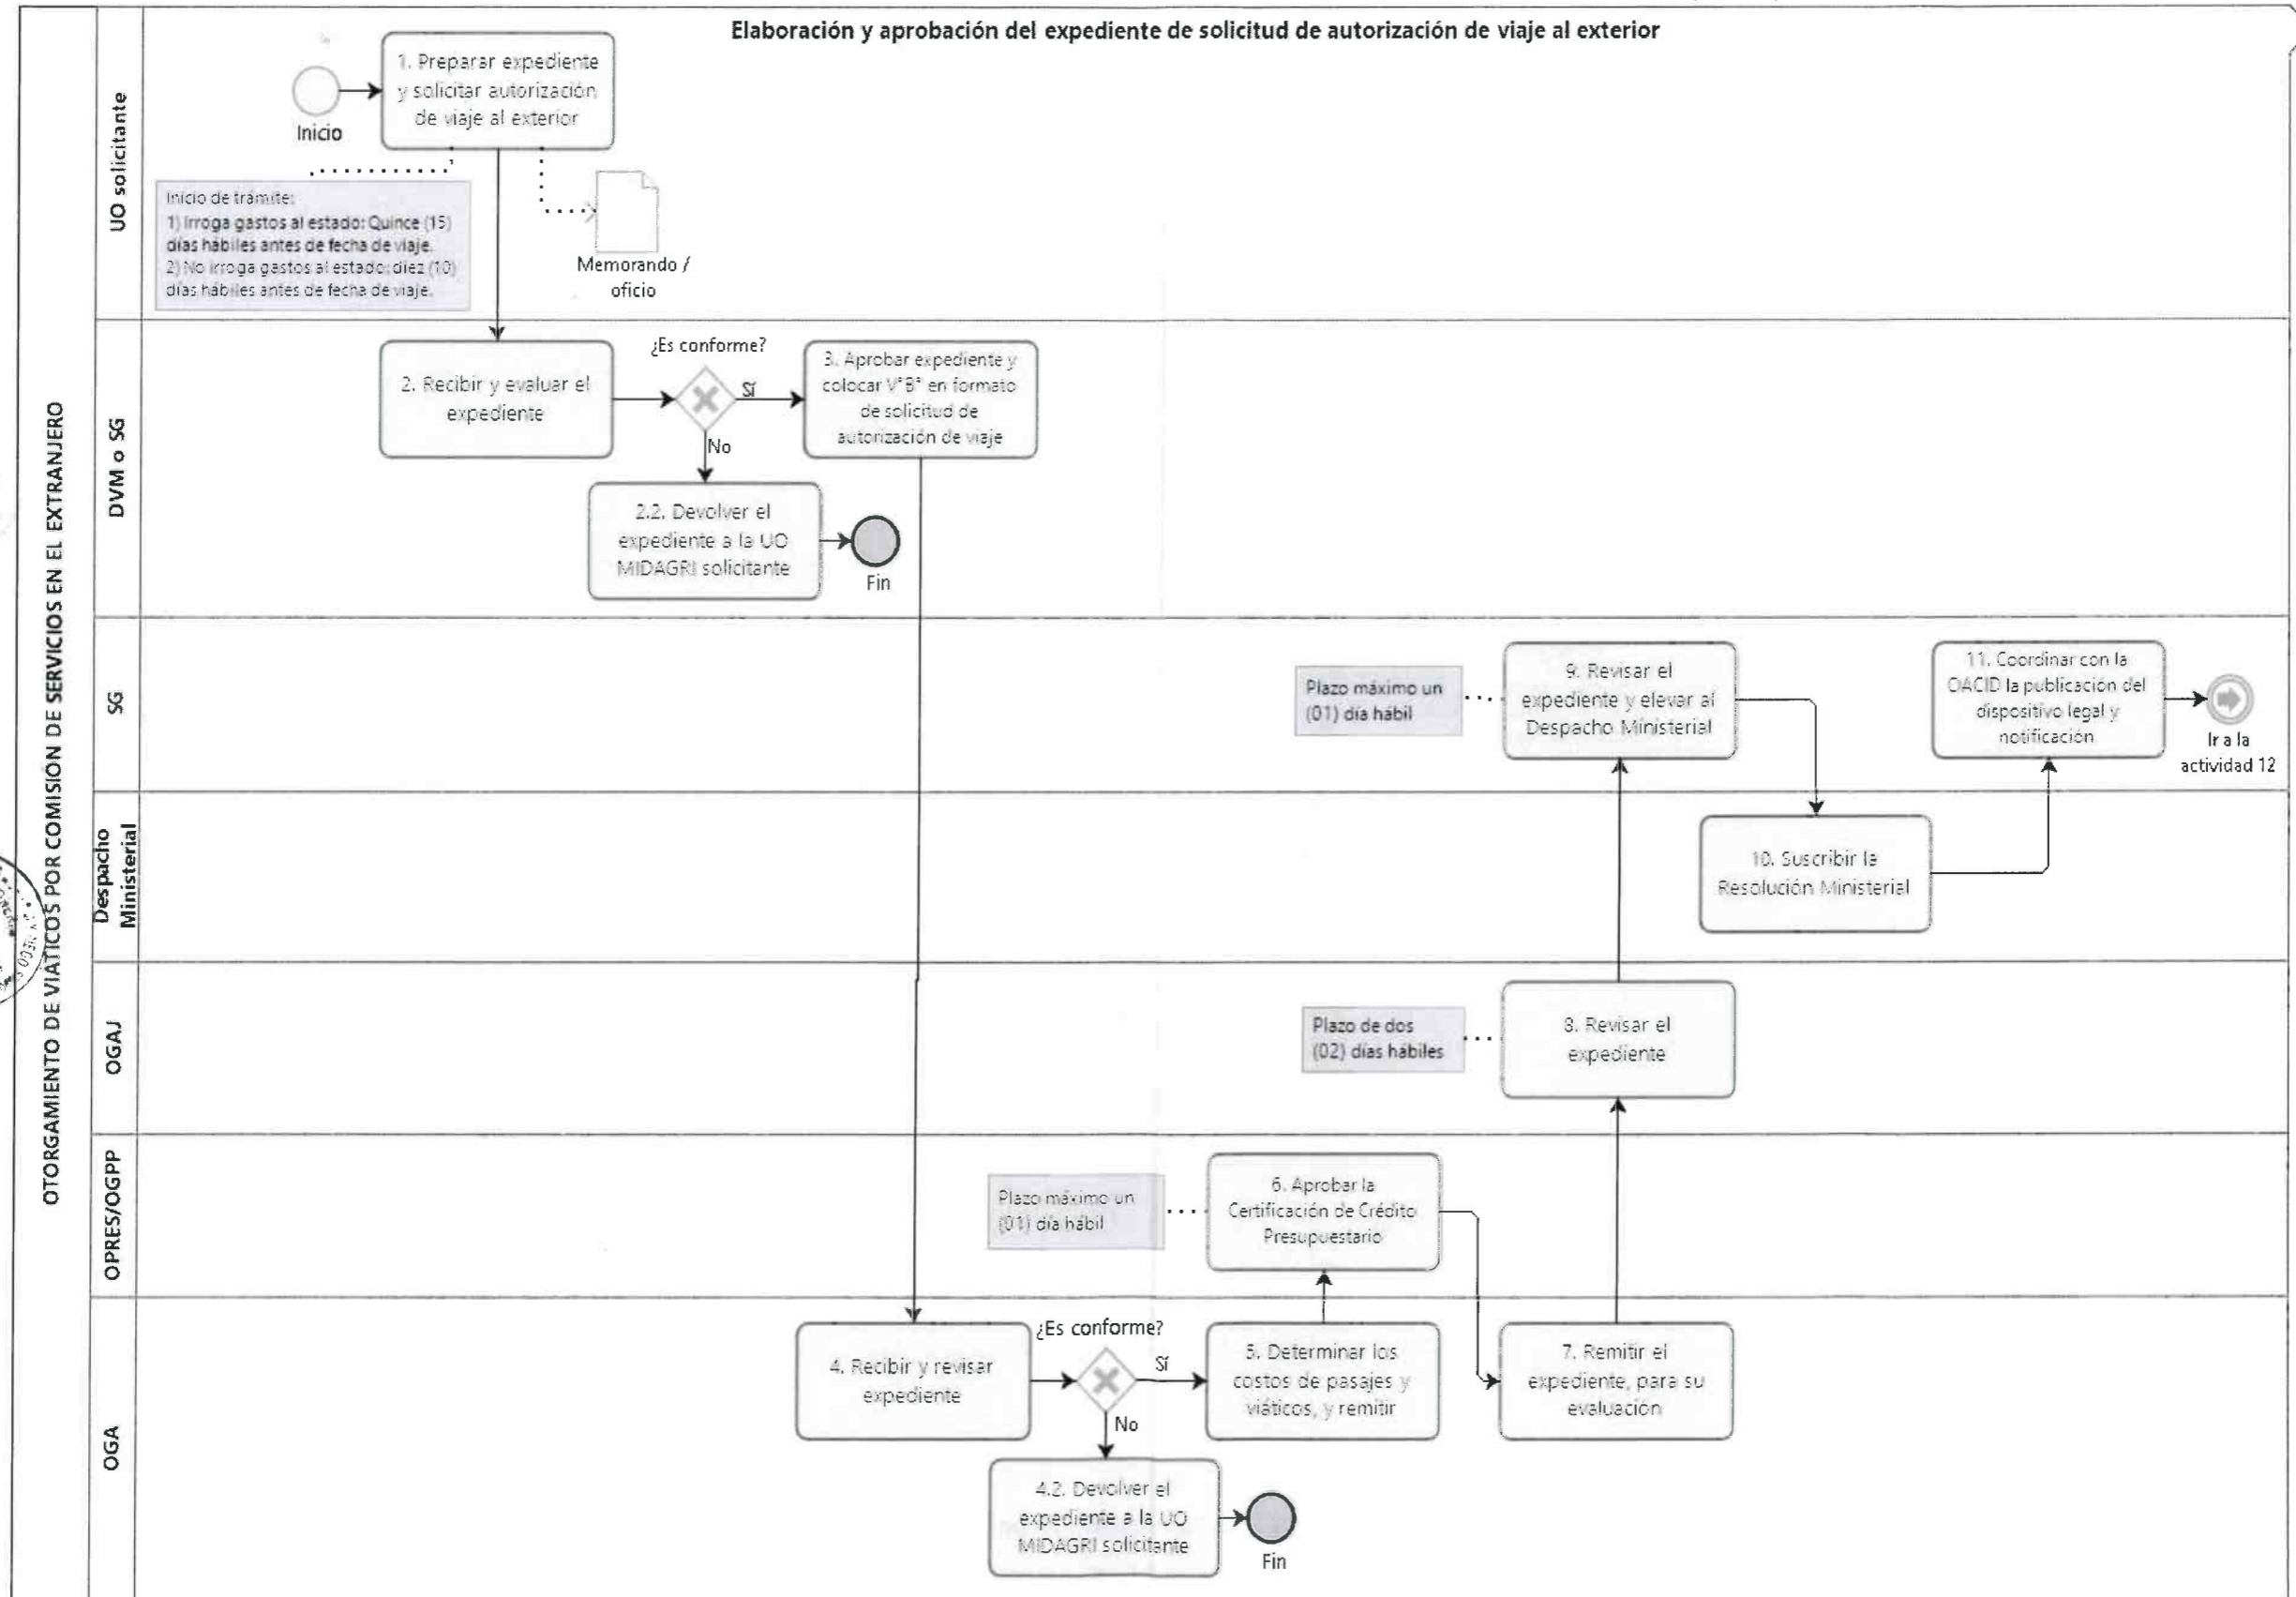 Elaboración y aprobación del expediente de solicitud de autorización de viaje al exterior
OTORGAMIENTO DE VIÁTICOS POR COMISIÓN DE SERVICIOS EN EL EXTRANJERO
UO solicitante
Inicio
1. Preparar expediente
y solicitar autorización
de viaje al exterior
Inicio de trámite:
1) Irroga gastos al estado: Quince (15)
días hábiles antes de fecha de viaje.
2) No irroga gastos al estado: diez (10)
días hábiles antes de fecha de viaje.
Memorando /
oficio
DVM o SG
2. Recibir y evaluar el
expediente
¿Es conforme?
Sí
No
3. Aprobar expediente y
colocar V°B° en formato
de solicitud de
autorización de viaje
2.2. Devolver el
expediente a la UO
MIDAGRI solicitante
Fin
SG
Plazo máximo un
(01) día hábil
9. Revisar el
expediente y elevar al
Despacho Ministerial
11. Coordinar con la
OACID la publicación del
dispositivo legal y
notificación
Ir a la
actividad 12
Despacho
Ministerial
10. Suscribir la
Resolución Ministerial
OGAJ
Plazo de dos
(02) días hábiles
8. Revisar el
expediente
OPRES/OGPP
Plazo máximo un
(01) día hábil
6. Aprobar la
Certificación de Crédito
Presupuestario
OGA
4. Recibir y revisar
expediente
¿Es conforme?
Sí
No
5. Determinar los
costos de pasajes y
viáticos, y remitir
7. Remitir el
expediente, para su
evaluación
4.2. Devolver el
expediente a la UO
MIDAGRI solicitante
Fin